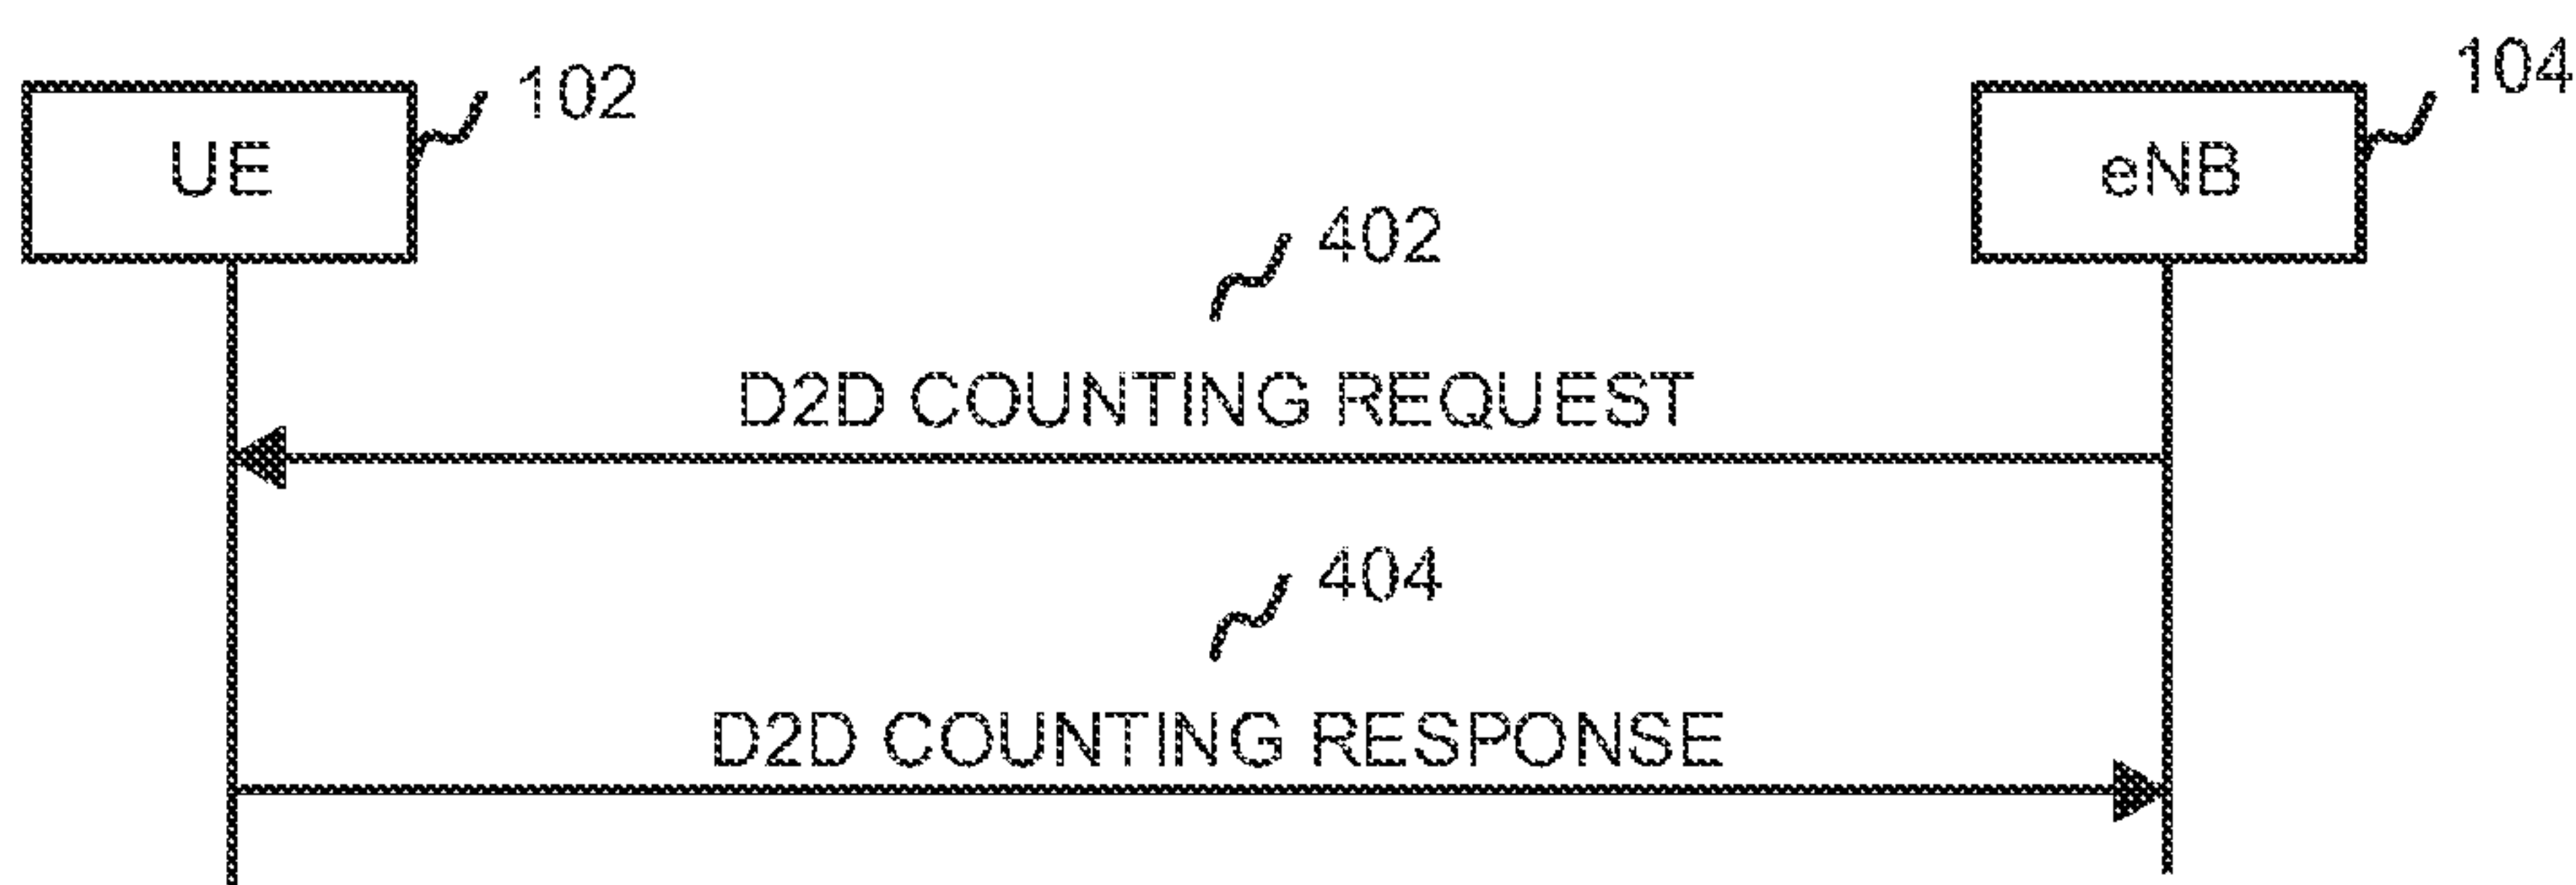 102
104
UE
eNB
402
D2D COUNTING REQUEST
404
D2D COUNTING RESPONSE